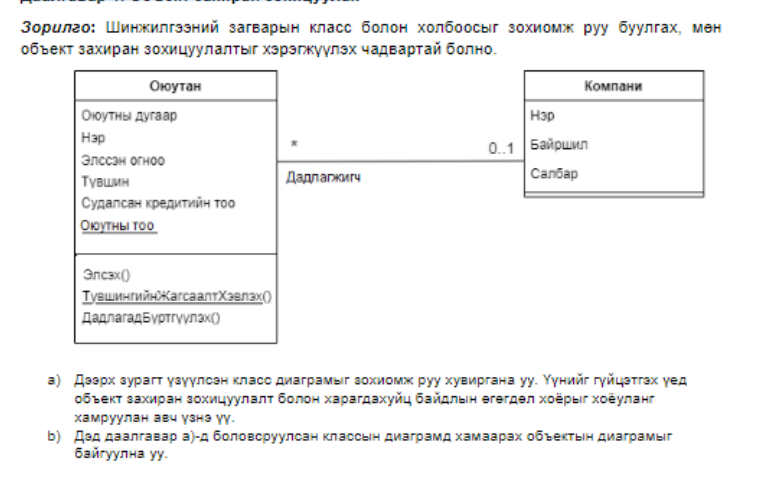 Зорилго: Шинжилгээний загварын класс болон холбоосыг зохиомж руу буулгах, мөн
объект захиран зохицуулалтыг хэрэгжүүлэх чадвартай болно.
Оюутан
Оюутны дугаар
Нэр
Элссэн огноо
Түвшин
Судалсан кредитийн тоо
Оюутны тоо
Элсэх()
ТүвшингийнЖагсаалтХэвлэх()
ДадлагадБүртгүүлэх()
*
0..1
Дадлагжигч
Компани
Нэр
Байршил
Салбар
a) Дээрх зурагт үзүүлсэн класс диаграмыг зохиомж руу хувиргана уу. Үүнийг гүйцэтгэх үед
объект захиран зохицуулалт болон харагдахуйц байдлын өгөгдөл хоёрыг хоёуланг
хамруулан авч үзнэ үү.
b) Дэд даалгавар a)-д боловсруулсан классын диаграмд хамаарах объектын диаграмыг
байгуулна уу.